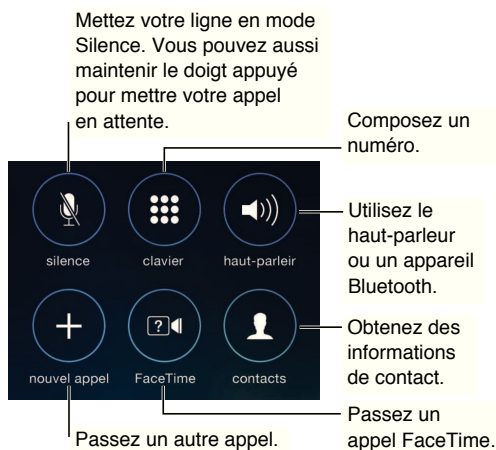 Mettez votre ligne en mode
Silence. Vous pouvez aussi
maintenir le doigt appuyé
pour mettre votre appel
en attente.
Composez un
numéro.
silence
clavier
haut-parleir
Utilisez le
haut-parleur
ou un appareil
Bluetooth.
?
nouvel appel
FaceTime
contacts
Obtenez des
informations
de contact.
Passez un autre appel.
Passez un
appel FaceTime.